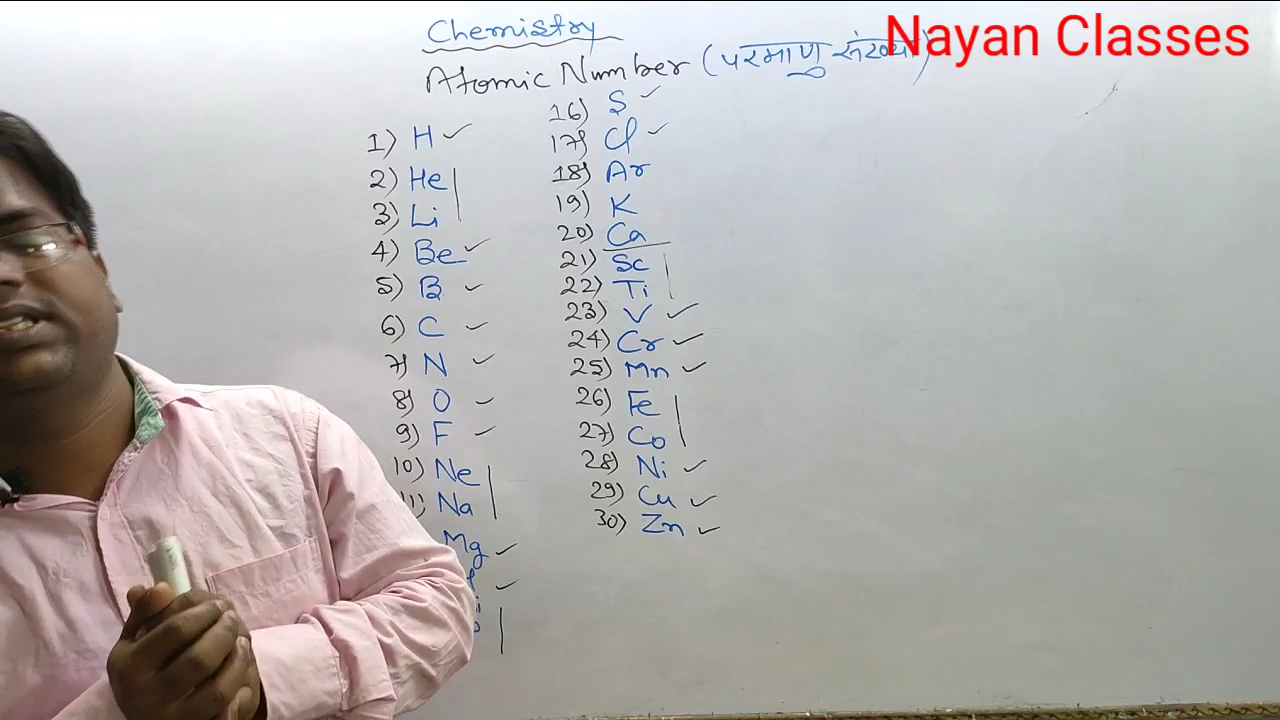 Nayan Classes
Chemistry
Atomic Number (परमाणु संख्या)
1) H
2) He
3) Li
4) Be
5) B
6) C
7) N
8) O
9) F
10) Ne
11) Na
Mg
16) S
17) Cl
18) Ar
19) K
20) Ca
21) Sc
22) Ti
23) V
24) Cr
25) Mn
26) Fe
27) Co
28) Ni
29) Cu
30) Zn